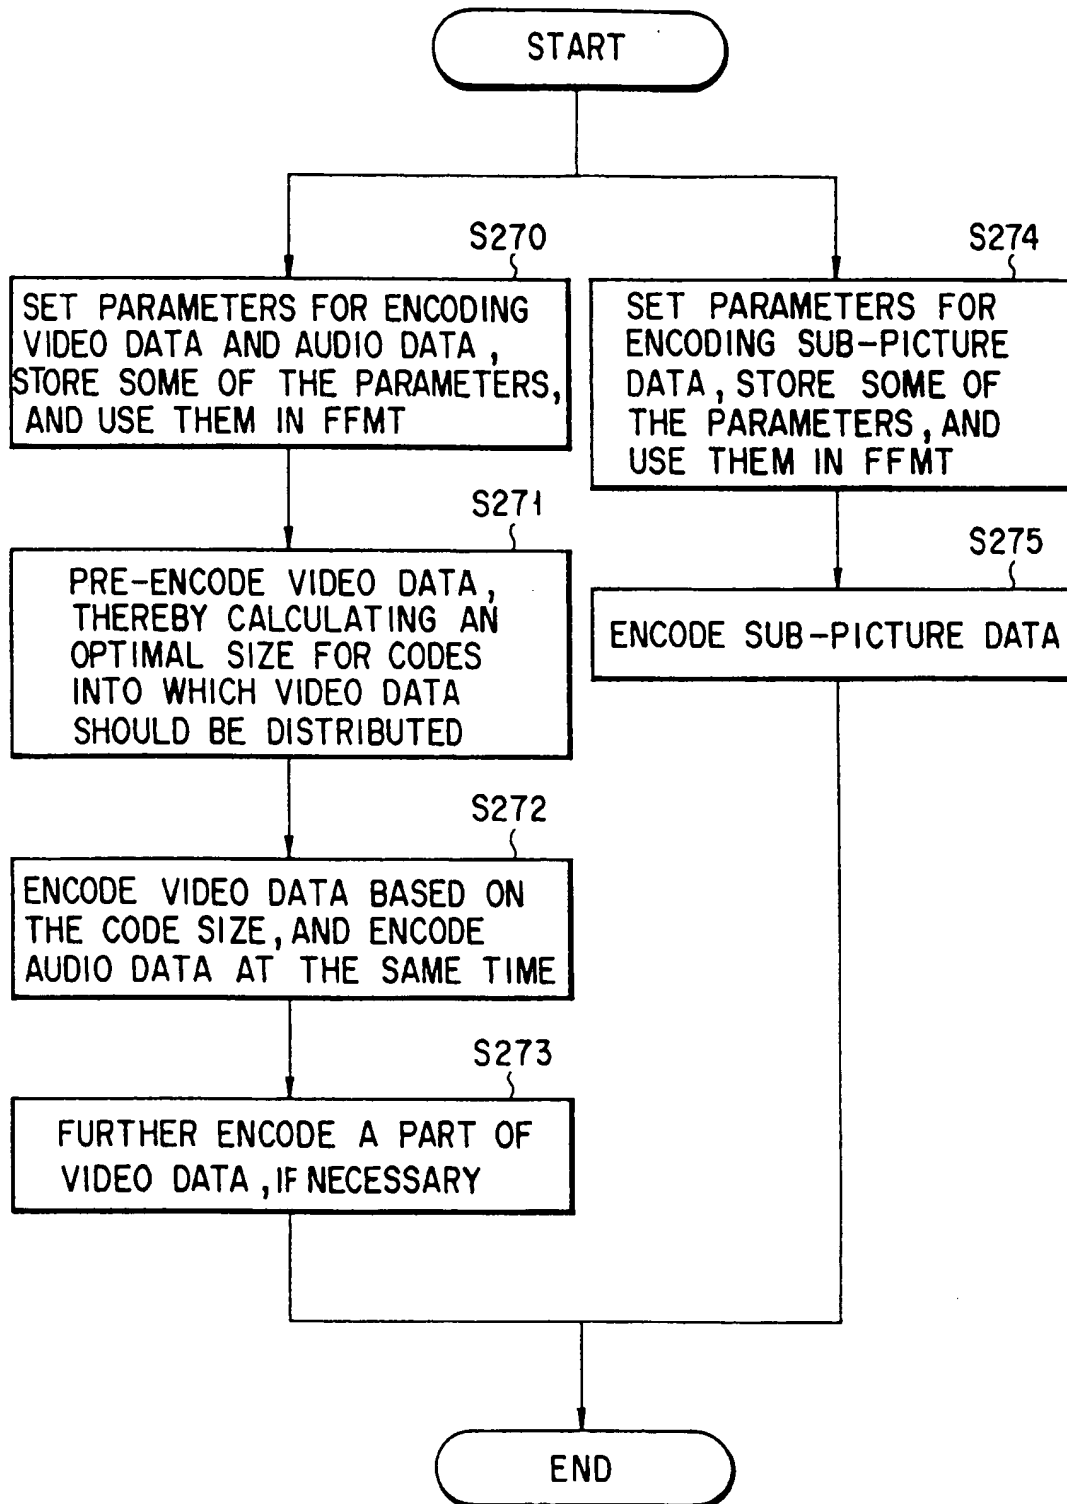 START
S270
SET PARAMETERS FOR ENCODING
VIDEO DATA AND AUDIO DATA,
STORE SOME OF THE PARAMETERS,
AND USE THEM IN FFMT
S271
PRE-ENCODE VIDEO DATA,
THEREBY CALCULATING AN
OPTIMAL SIZE FOR CODES
INTO WHICH VIDEO DATA
SHOULD BE DISTRIBUTED
S272
ENCODE VIDEO DATA BASED ON
THE CODE SIZE, AND ENCODE
AUDIO DATA AT THE SAME TIME
S273
FURTHER ENCODE A PART OF
VIDEO DATA, IF NECESSARY
S274
SET PARAMETERS FOR
ENCODING SUB-PICTURE
DATA, STORE SOME OF
THE PARAMETERS, AND
USE THEM IN FFMT
S275
ENCODE SUB-PICTURE DATA
END